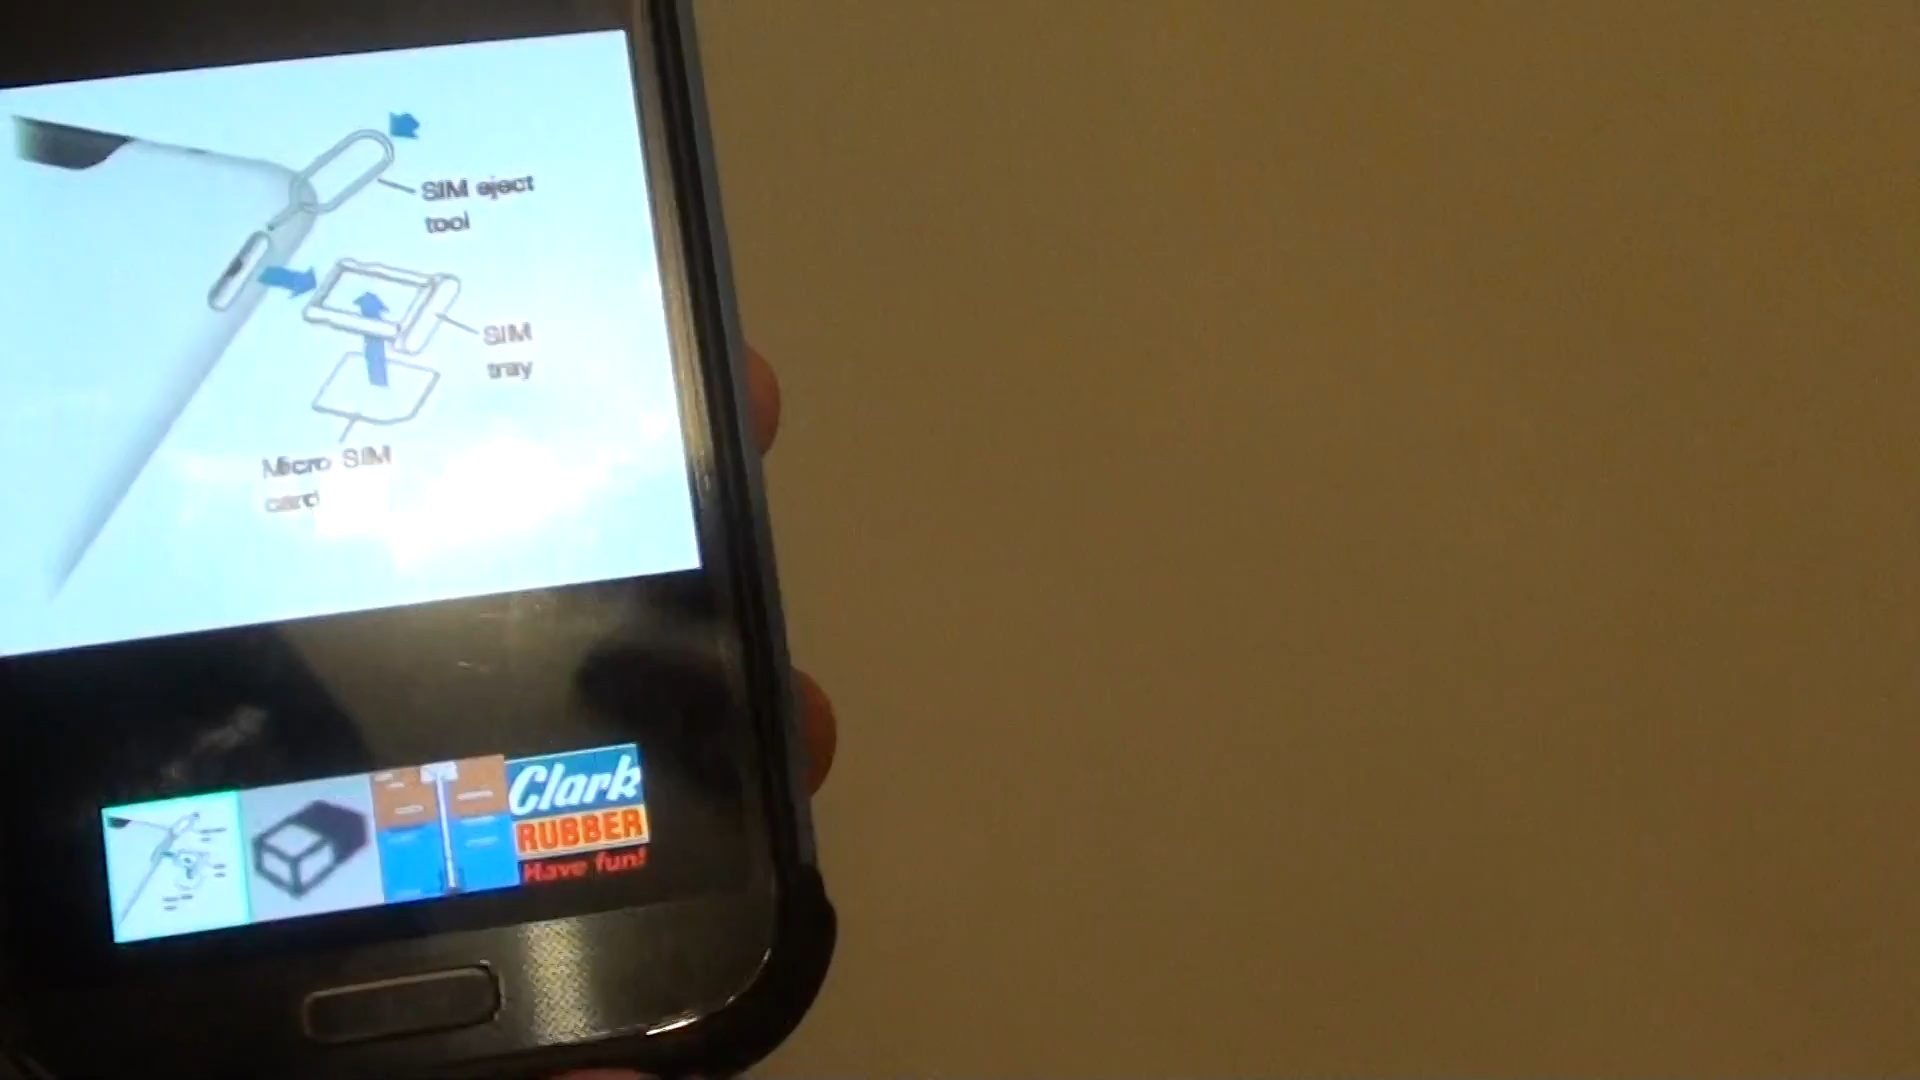 SIM eject
tool
SIM
tray
Micro SIM
card
Clark
RUBBER
Have fun!